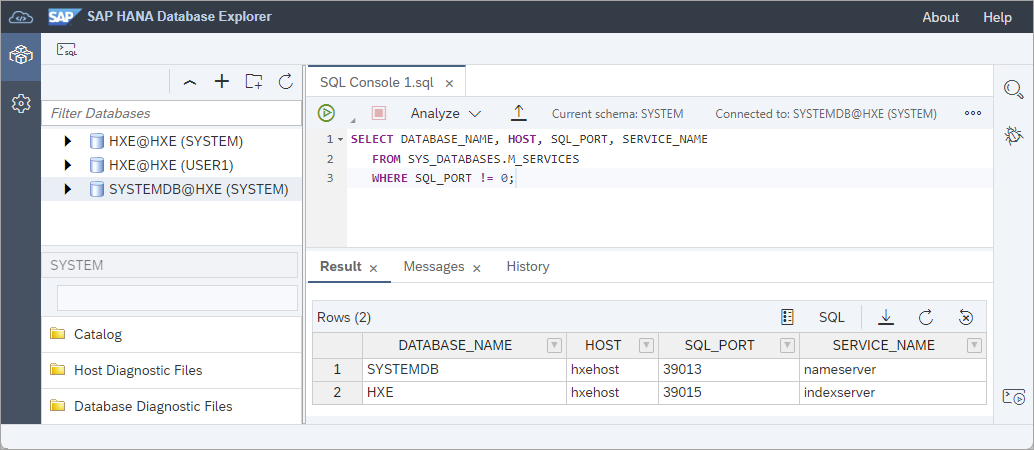 SAP SAP HANA Database Explorer About Help
SQL
Filter Databases
HXE@HXE (SYSTEM)
HXE@HXE (USER1)
SYSTEMDB@HXE (SYSTEM)
SYSTEM
Catalog
Host Diagnostic Files
Database Diagnostic Files
SQL Console 1.sql ×
Analyze Current schema: SYSTEM Connected to: SYSTEMDB@HXE (SYSTEM)
1 SELECT DATABASE_NAME, HOST, SQL_PORT, SERVICE_NAME
2 FROM SYS_DATABASES.M_SERVICES
3 WHERE SQL_PORT != 0;
Result × Messages × History
Rows (2) SQL
DATABASE_NAME HOST SQL_PORT SERVICE_NAME
1 SYSTEMDB hxehost 39013 nameserver
2 HXE hxehost 39015 indexserver